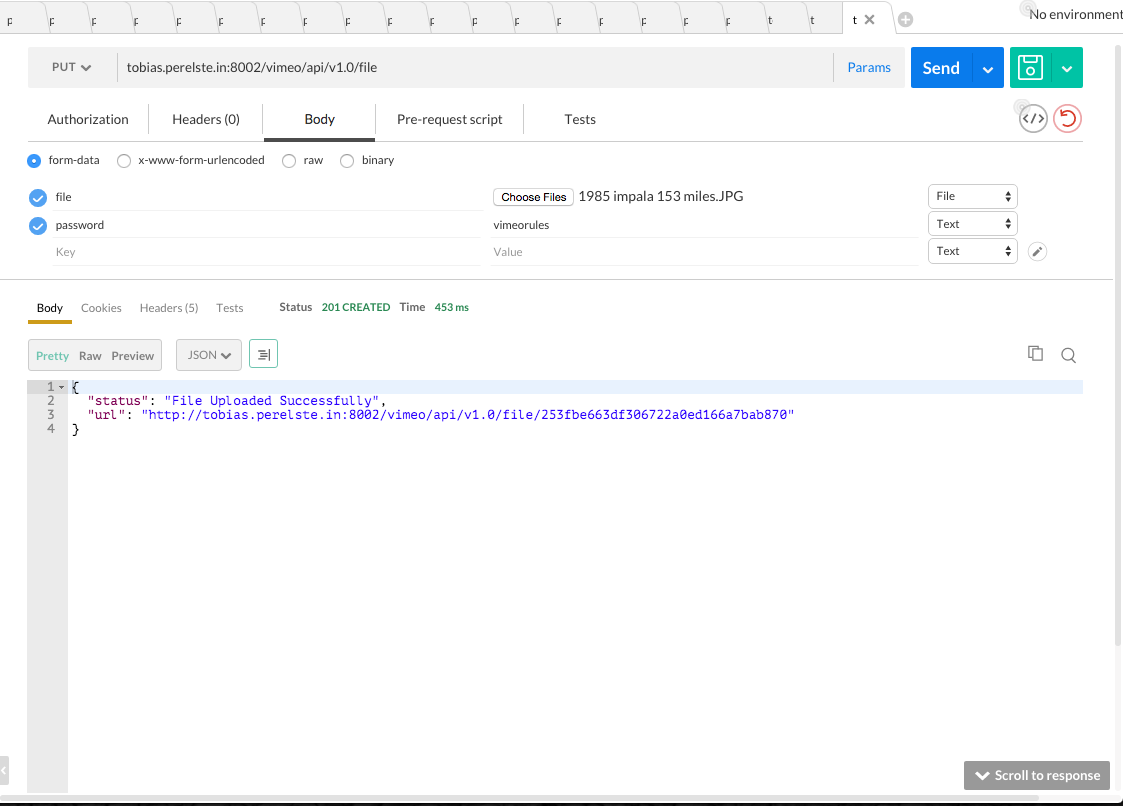 p p p p p p p p p p p p p p p p p p t t t
No environment
PUT tobias.perelste.in:8002/vimeo/api/v1.0/file Params Send
Authorization Headers (0) Body Pre-request script Tests
</>
form-data x-www-form-urlencoded raw binary
file Choose Files 1985 impala 153 miles.JPG File
password vimeorules Text
Key Value Text
Body Cookies Headers (5) Tests Status 201 CREATED Time 453 ms
Pretty Raw Preview JSON
1 {
2 "status": "File Uploaded Successfully",
3 "url": "http://tobias.perelste.in:8002/vimeo/api/v1.0/file/253fbe663df306722a0ed166a7bab870"
4 }
Scroll to response